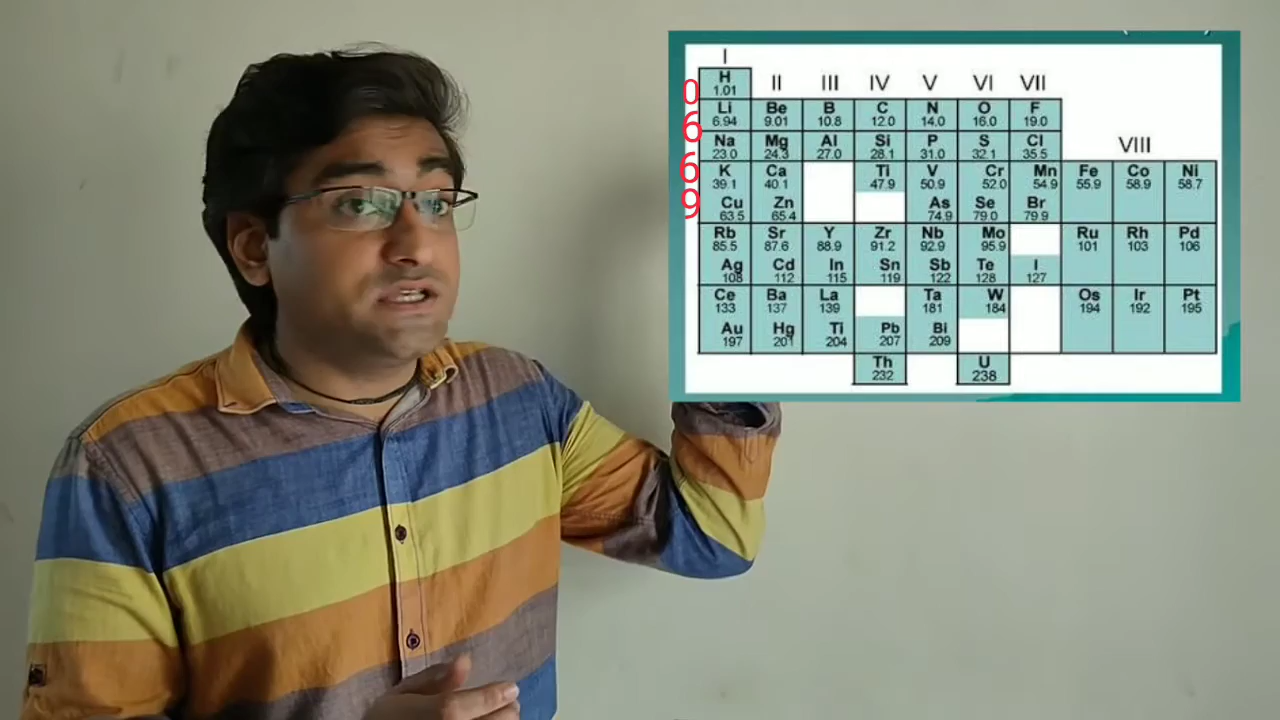 I
H II III IV V VI VII
1.01
0
Li Be B C N O F
6.94 9.01 10.8 12.0 14.0 16.0 19.0
6
Na Mg Al Si P S Cl VIII
23.0 24.3 27.0 28.1 31.0 32.1 35.5
6
K Ca Ti V Cr Mn Fe Co Ni
39.1 40.1 47.9 50.9 52.0 54.9 55.9 58.9 58.7
9
Cu Zn As Se Br
63.5 65.4 74.9 79.0 79.9
Rb Sr Y Zr Nb Mo Ru Rh Pd
85.5 87.6 88.9 91.2 92.9 95.9 101 103 106
Ag Cd In Sn Sb Te I
108 112 115 119 122 128 127
Ce Ba La Ta W Os Ir Pt
133 137 139 181 184 194 192 195
Au Hg Ti Pb Bi
197 201 204 207 209
Th U
232 238